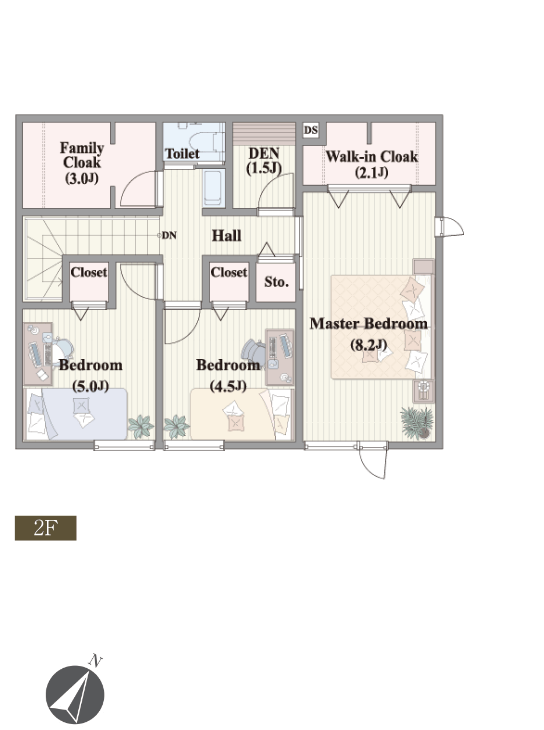 Family
Cloak
(3.0J)
Toilet
DEN
(1.5J)
DS
Walk-in Cloak
(2.1J)
DN
Hall
Closet
Closet
Sto.
Master Bedroom
(8.2J)
Bedroom
(5.0J)
Bedroom
(4.5J)
2F
N